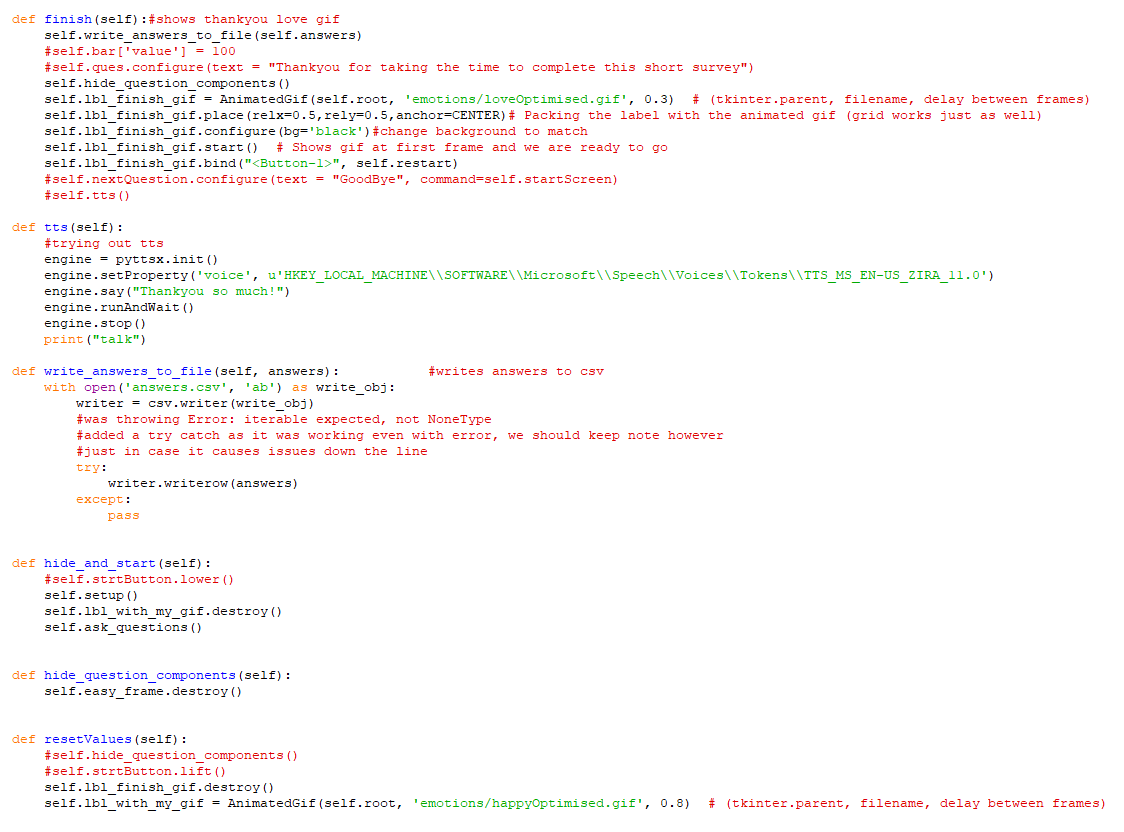 def finish(self):#shows thankyou love gif
    self.write_answers_to_file(self.answers)
    #self.bar['value'] = 100
    #self.ques.configure(text = "Thankyou for taking the time to complete this short survey")
    self.hide_question_components()
    self.lbl_finish_gif = AnimatedGif(self.root, 'emotions/loveOptimised.gif', 0.3)  # (tkinter.parent, filename, delay between frames)
    self.lbl_finish_gif.place(relx=0.5,rely=0.5,anchor=CENTER)# Packing the label with the animated gif (grid works just as well)
    self.lbl_finish_gif.configure(bg='black')#change background to match
    self.lbl_finish_gif.start()  # Shows gif at first frame and we are ready to go
    self.lbl_finish_gif.bind("<Button-1>", self.restart)
    #self.nextQuestion.configure(text = "GoodBye", command=self.startScreen)
    #self.tts()

def tts(self):
    #trying out tts
    engine = pyttsx.init()
    engine.setProperty('voice', u'HKEY_LOCAL_MACHINE\\SOFTWARE\\Microsoft\\Speech\\Voices\\Tokens\\TTS_MS_EN-US_ZIRA_11.0')
    engine.say("Thankyou so much!")
    engine.runAndWait()
    engine.stop()
    print("talk")

def write_answers_to_file(self, answers):           #writes answers to csv
    with open('answers.csv', 'ab') as write_obj:
        writer = csv.writer(write_obj)
        #was throwing Error: iterable expected, not NoneType
        #added a try catch as it was working even with error, we should keep note however
        #just in case it causes issues down the line
        try:
            writer.writerow(answers)
        except:
            pass


def hide_and_start(self):
    #self.strtButton.lower()
    self.setup()
    self.lbl_with_my_gif.destroy()
    self.ask_questions()


def hide_question_components(self):
    self.easy_frame.destroy()


def resetValues(self):
    #self.hide_question_components()
    #self.strtButton.lift()
    self.lbl_finish_gif.destroy()
    self.lbl_with_my_gif = AnimatedGif(self.root, 'emotions/happyOptimised.gif', 0.8)  # (tkinter.parent, filename, delay between frames)